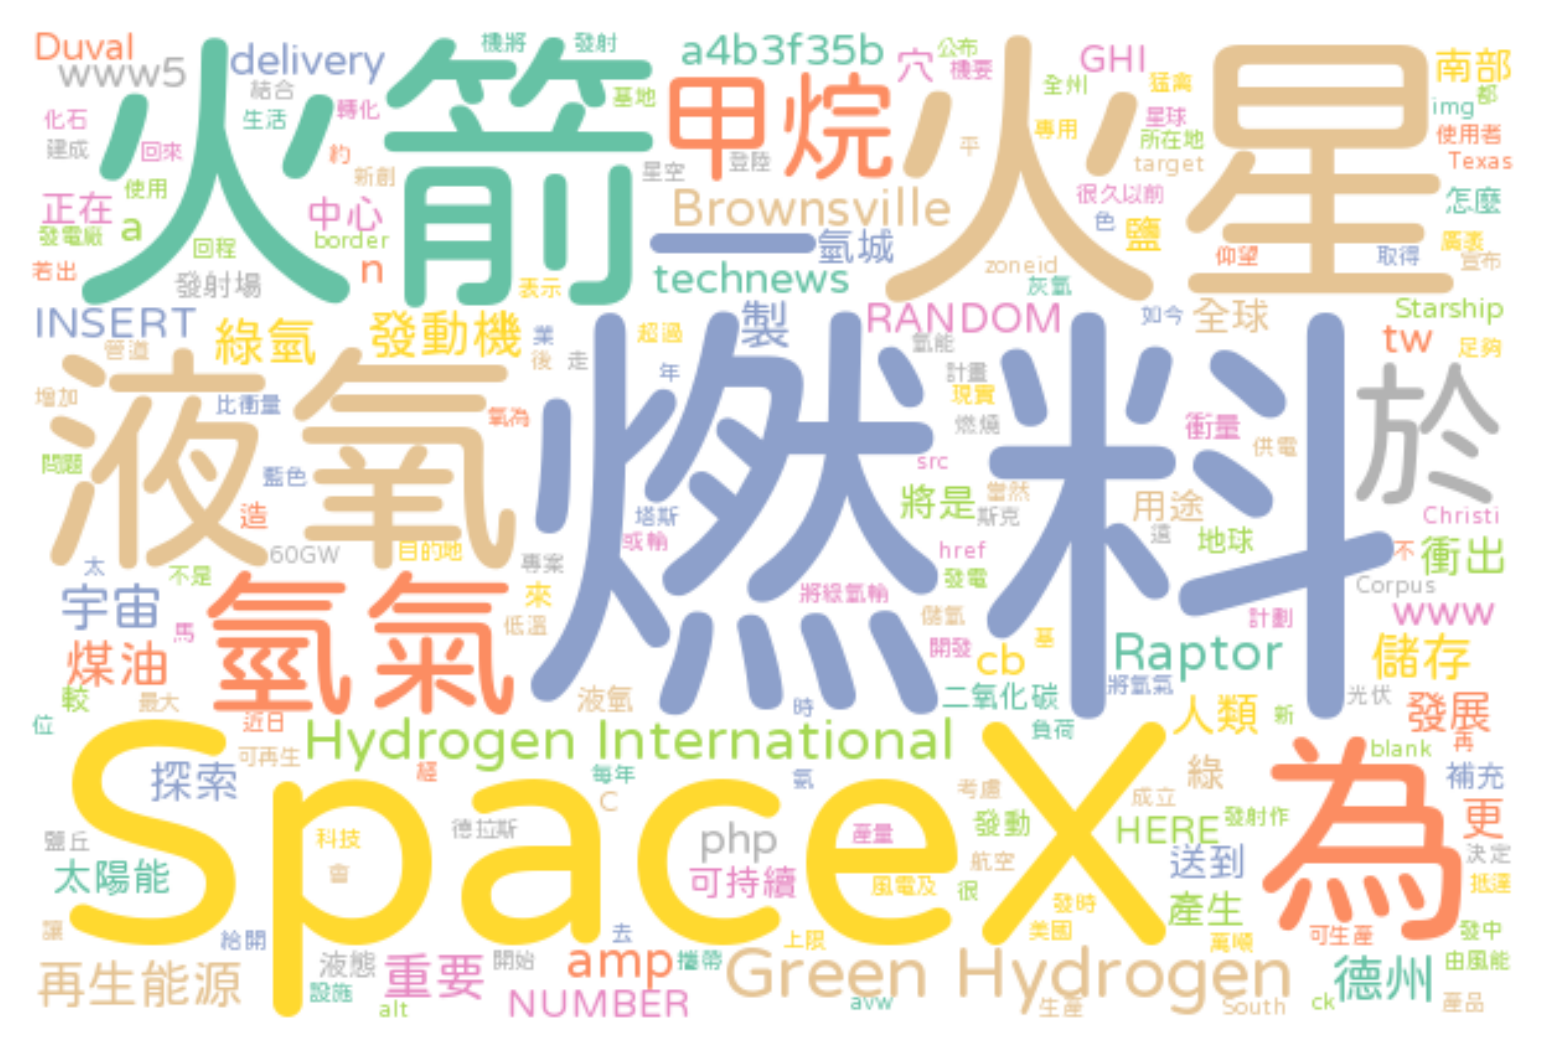 Duval
www5
delivery
機將
發射
a4b3f35b
穴
公布
機要
GHI
猛禽
南部
都
化石
建成
結合
生活
轉化
回來
約
新創
使用
火箭
基地
甲烷
星空
登陸
平
專用
全州
星球
所在地
target
火星
img
使用者
Texas
怎麼
正在
發電廠
a
回程
中心
border
n
若出
發射場
表示
Brownsville
一
氫城
technews
很久以前
色
鹽
zoneid
灰氫
仰望
取得
廣袤
宣布
INSERT
管道
綠氫
發動機
業
後
走
超過
製
年
RANDOM
氫能
如今
全球
Starship
tw
足夠
增加
比衝量
液氧
氧為
燃料
計畫
現實
燃燒
衝量
供電
於
問題
藍色
造
60GW
目的地
塔斯
或輸
專案
src
將是
當然
斯克
用途
這
地球
Christi
不
衝出
太
宇宙
不是
馬
氫氣
來
低溫
href
發電
將綠氫輸
儲氫
Corpus
www
計劃
煤油
較
最大
近日
液氫
時
開發
cb
基
二氧化碳
Raptor
將氫氣
儲存
光伏
位
可再生
Hydrogen International
負荷
人類
新
發展
再
blank
探索
經
每年
C
氫
考慮
成立
綠
補充
SpaceX
鹽丘
太陽能
科技
會
德拉斯
php
產量
可持續
風電及
發動
航空
很
HERE
發射作
送到
為
更
決定
抵達
讓
給開
去
上限
發時
美國
產生
萬噸
可生產
發中
再生能源
液態
設施
重要
開始
alt
amp
攜帶
NUMBER
Green Hydrogen
avw
生產
South
ck
德州
由風能
產品